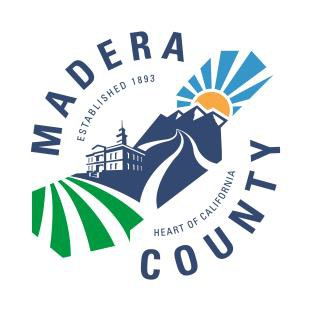 MADERA
ESTABLISHED 1893
HEART OF CALIFORNIA
COUNTY